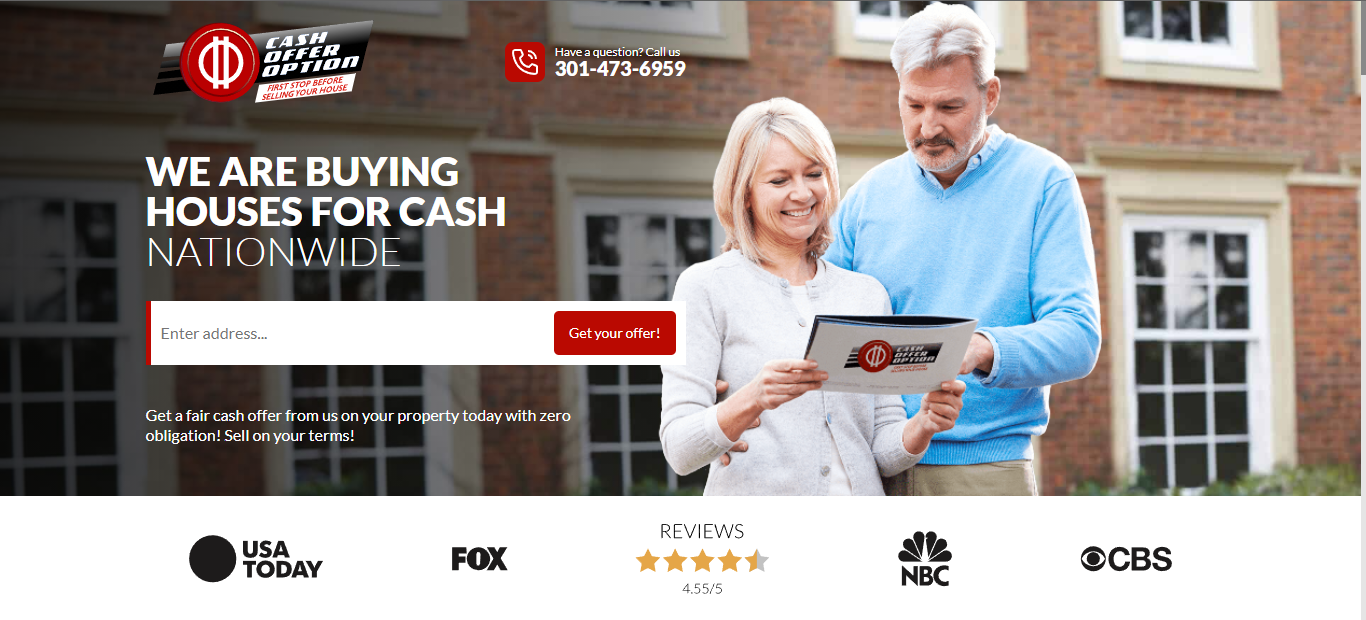 CASH
OFFER
OPTION
FIRST STOP BEFORE
SELLING YOUR HOUSE
Have a question? Call us
301-473-6959
WE ARE BUYING
HOUSES FOR CASH
NATIONWIDE
Enter address...
Get your offer!
CASH
OFFER
OPTION
Get a fair cash offer from us on your property today with zero
obligation! Sell on your terms!
REVIEWS
USA
TODAY
FOX
4.55/5
NBC
CBS